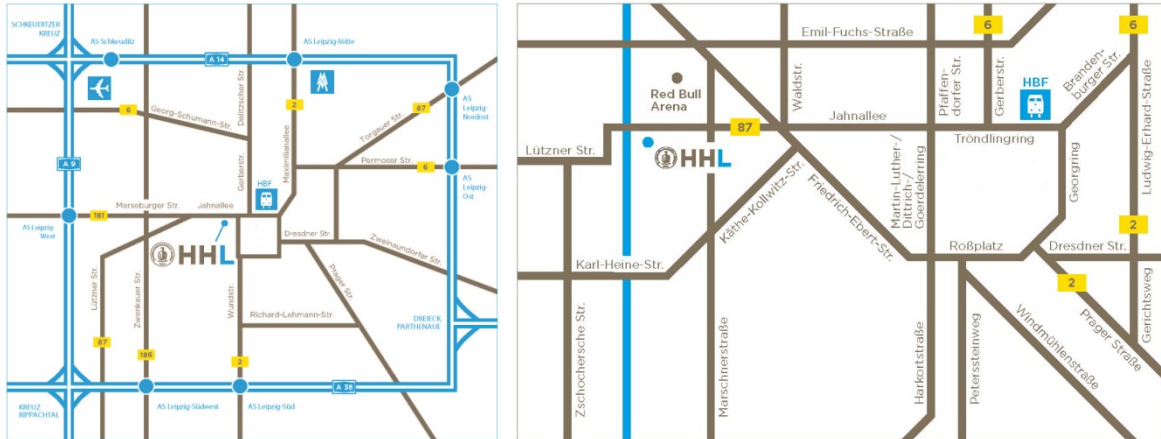 SCHKEUDITZER
KREUZ
AS Schkeuditz
A 14
AS Leipzig-Mitte
6
Georg-Schumann-Str.
Delitzscher Str.
2
Maximilianallee
87
Torgauer Str.
AS
Leipzig-
Nordost
A 9
Gerberstr.
Permoser Str.
6
AS
Leipzig-
Ost
HBF
Merseburger Str.
Jahnallee
181
AS Leipzig-
West
HHL
Dresdner Str.
Zweinaundorfer Str.
Lützner Str.
Zwenkauer Str.
Wundtstr.
Prager Str.
Richard-Lehmann-Str.
DREIECK
PARTHENAUE
87
186
2
A 38
KREUZ
RIPPACHTAL
AS Leipzig-Südwest
AS Leipzig-Süd
Emil-Fuchs-Straße
6
6
Red Bull
Arena
Waldstr.
Pfaffen-
dorfer Str.
Gerberstr.
HBF
Branden-
burger Str.
Ludwig-Erhard-Straße
87
Jahnallee
Tröndlingring
Lützner Str.
HHL
Käthe-Kollwitz-Str.
Friedrich-Ebert-Str.
Martin-Luther-/
Dittrich-/
Goerdelerring
Georgring
2
Roßplatz
Dresdner Str.
Karl-Heine-Str.
2
Zschochersche Str.
Marschnerstraße
Harkortstraße
Peterssteinweg
Windmühlenstraße
Prager Straße
Gerichtsweg